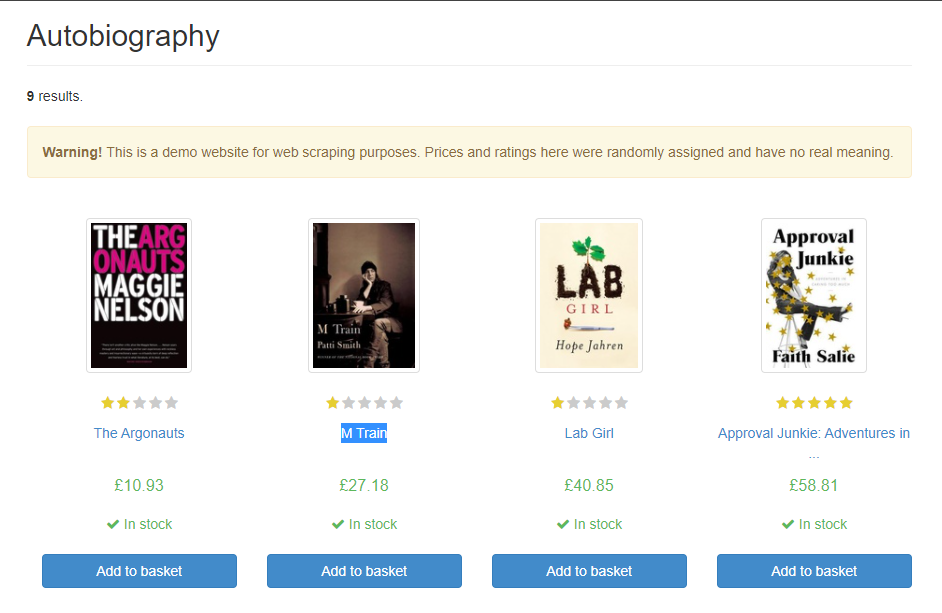 Autobiography
9 results.
Warning! This is a demo website for web scraping purposes. Prices and ratings here were randomly assigned and have no real meaning.
THE ARG
ONAUTS
MAGGIE
NELSON
M Train
Patti Smith
LAB
GIRL
Hope Jahren
Approval
Junkie
Faith Salie
The Argonauts
M Train
Lab Girl
Approval Junkie: Adventures in
...
£10.93
£27.18
£40.85
£58.81
In stock
In stock
In stock
In stock
Add to basket
Add to basket
Add to basket
Add to basket